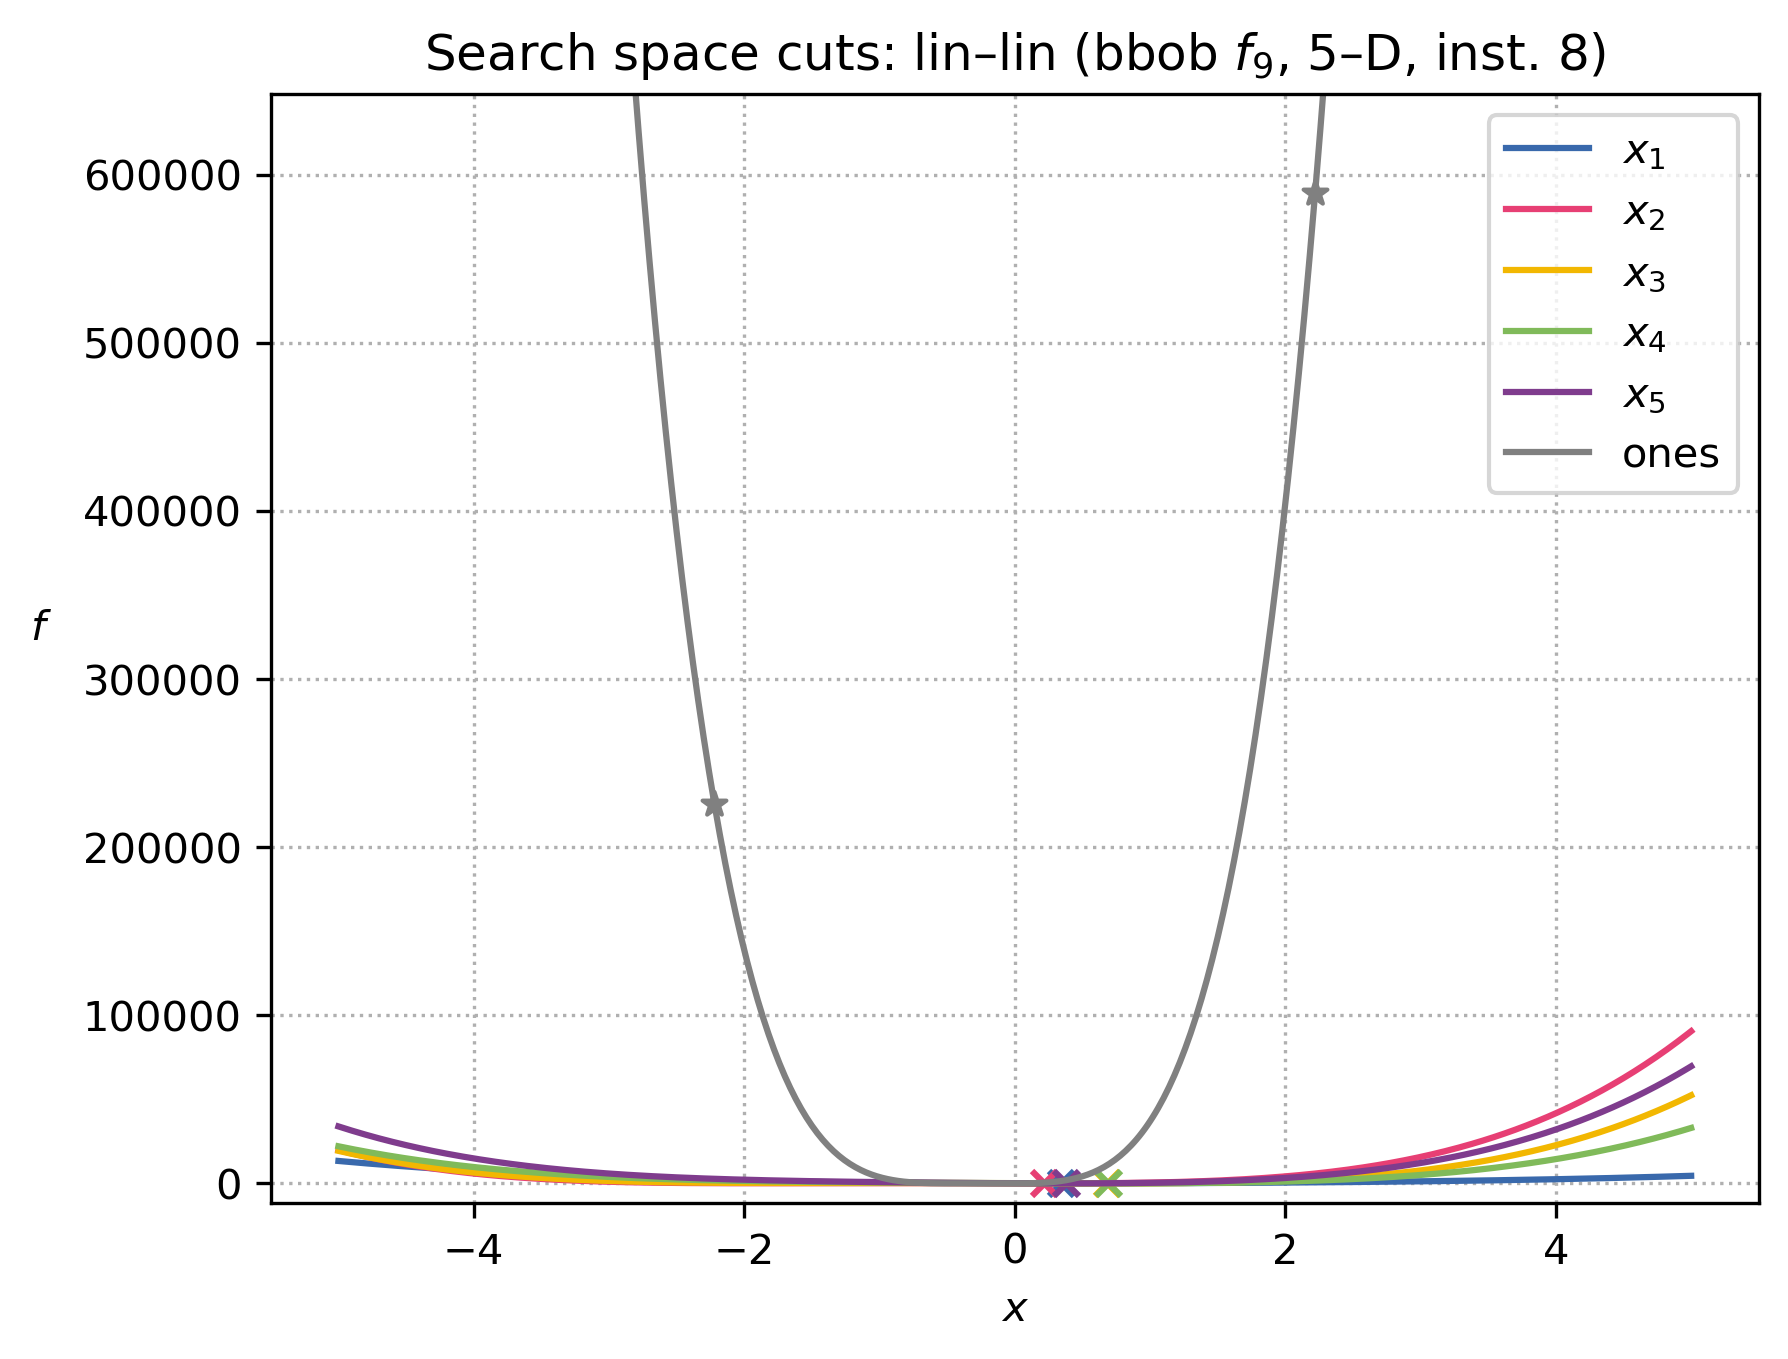 Search space cuts: lin–lin (bbob f₉, 5–D, inst. 8)
x₁
x₂
x₃
x₄
x₅
ones
f
600000
500000
400000
300000
200000
100000
0
−4 −2 0 2 4
x